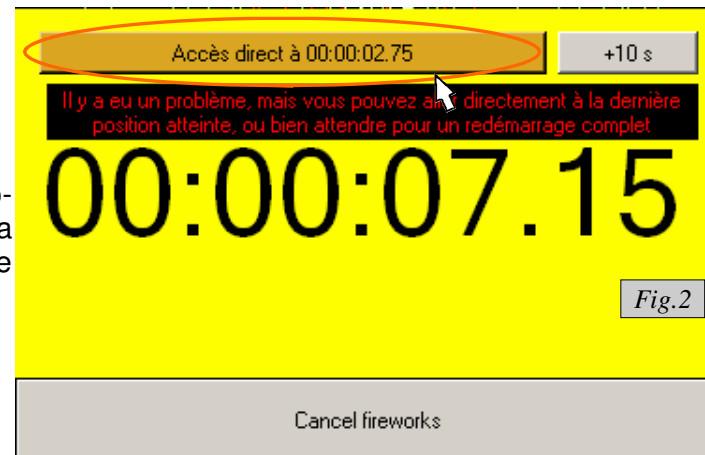 Accès direct à 00:00:02.75
+10 s
Il y a eu un problème, mais vous pouvez directement à la dernière
position atteinte, ou bien attendre pour un redémarrage complet
00:00:07.15
Fig.2
Cancel fireworks